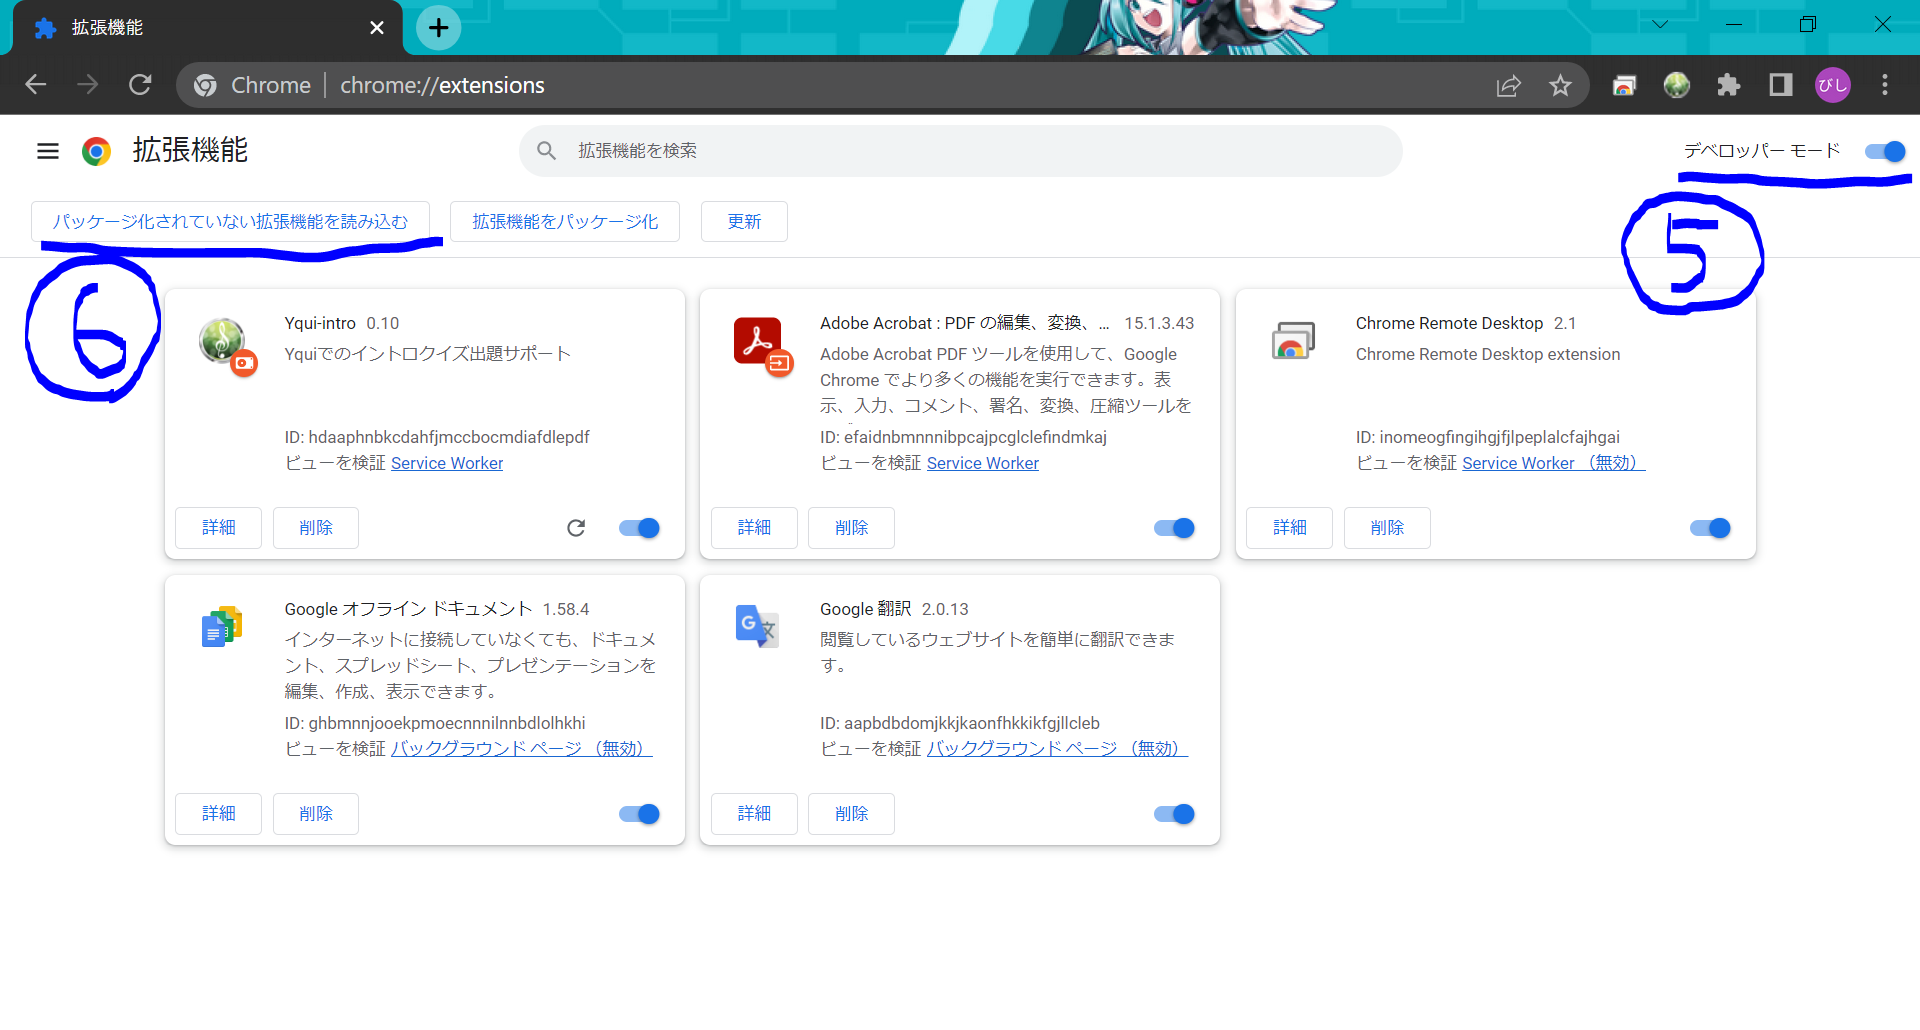 拡張機能
Chrome | chrome://extensions
びし
拡張機能
拡張機能を検索
デベロッパー モード
パッケージ化されていない拡張機能を読み込む
拡張機能をパッケージ化
更新
6
5
Yqui-intro 0.10
Yquiでのイントロクイズ出題サポート
ID: hdaaphnbkcdahfjmccbocmdiafdlepdf
ビューを検証 Service Worker
詳細
削除
Adobe Acrobat : PDF の編集、変換、... 15.1.3.43
Adobe Acrobat PDF ツールを使用して、Google
Chrome でより多くの機能を実行できます。表
示、入力、コメント、署名、変換、圧縮ツールを
ID: efaidnbmnnnibpcajpcglclefindmkaj
ビューを検証 Service Worker
詳細
削除
Chrome Remote Desktop 2.1
Chrome Remote Desktop extension
ID: inomeogfingihgjfjlpeplalcfajhgai
ビューを検証 Service Worker （無効）
詳細
削除
Google オフライン ドキュメント 1.58.4
インターネットに接続していなくても、ドキュメ
ント、スプレッドシート、プレゼンテーションを
編集、作成、表示できます。
ID: ghbmnnjooekpmoecnnnilnnbdlolhkhi
ビューを検証 バックグラウンド ページ （無効）
詳細
削除
Google 翻訳 2.0.13
閲覧しているウェブサイトを簡単に翻訳できま
す。
ID: aapbdbdomjkkjkaonfhkkikfgjllcleb
ビューを検証 バックグラウンド ページ （無効）
詳細
削除